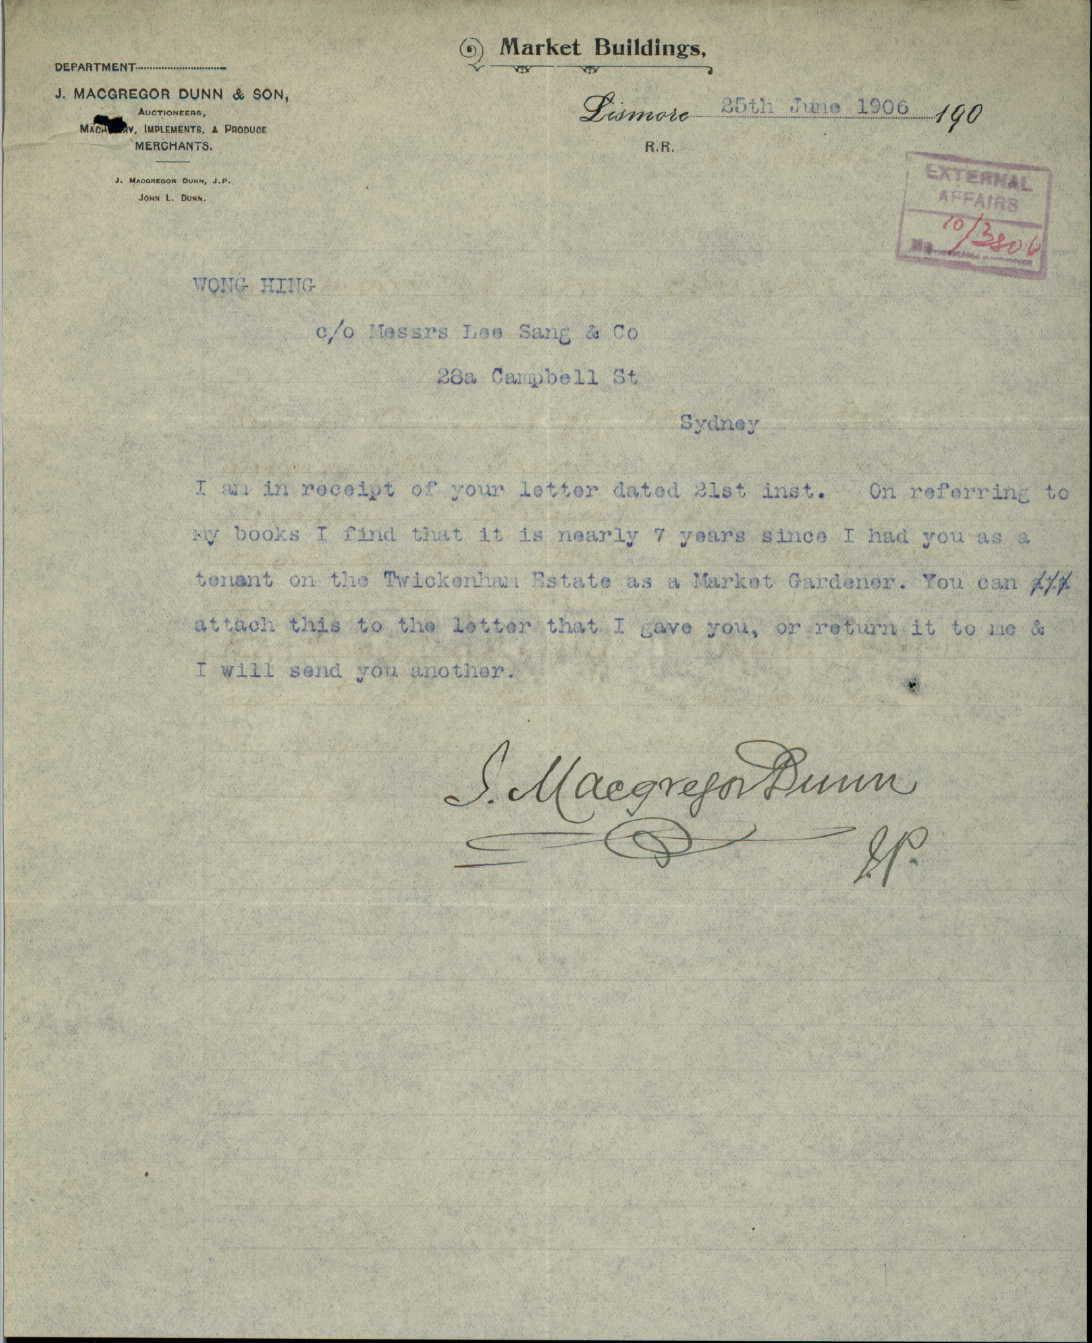 Market Buildings,
DEPARTMENT
J. MACGREGOR DUNN & SON,
AUCTIONEERS,
IMPLEMENTS, & PRODUCE
MERCHANTS.
J. MACGREGOR DUNN, J.P.
JOHN L. DUNN.
Lismore 25th June 1906 190
R.R.
EXTERNAL
AFFAIRS
No 10/3806
WONG HING
c/o Messrs Lee Sang & Co
28a Campbell St
Sydney
I am in receipt of your letter dated 21st inst. On referring to
my books I find that it is nearly 7 years since I had you as a
tenant on the Twickenham Estate as a Market Gardener. You can
attach this to the letter that I gave you, or return it to me &
I will send you another.
J. Macgregor Dunn
J.P.